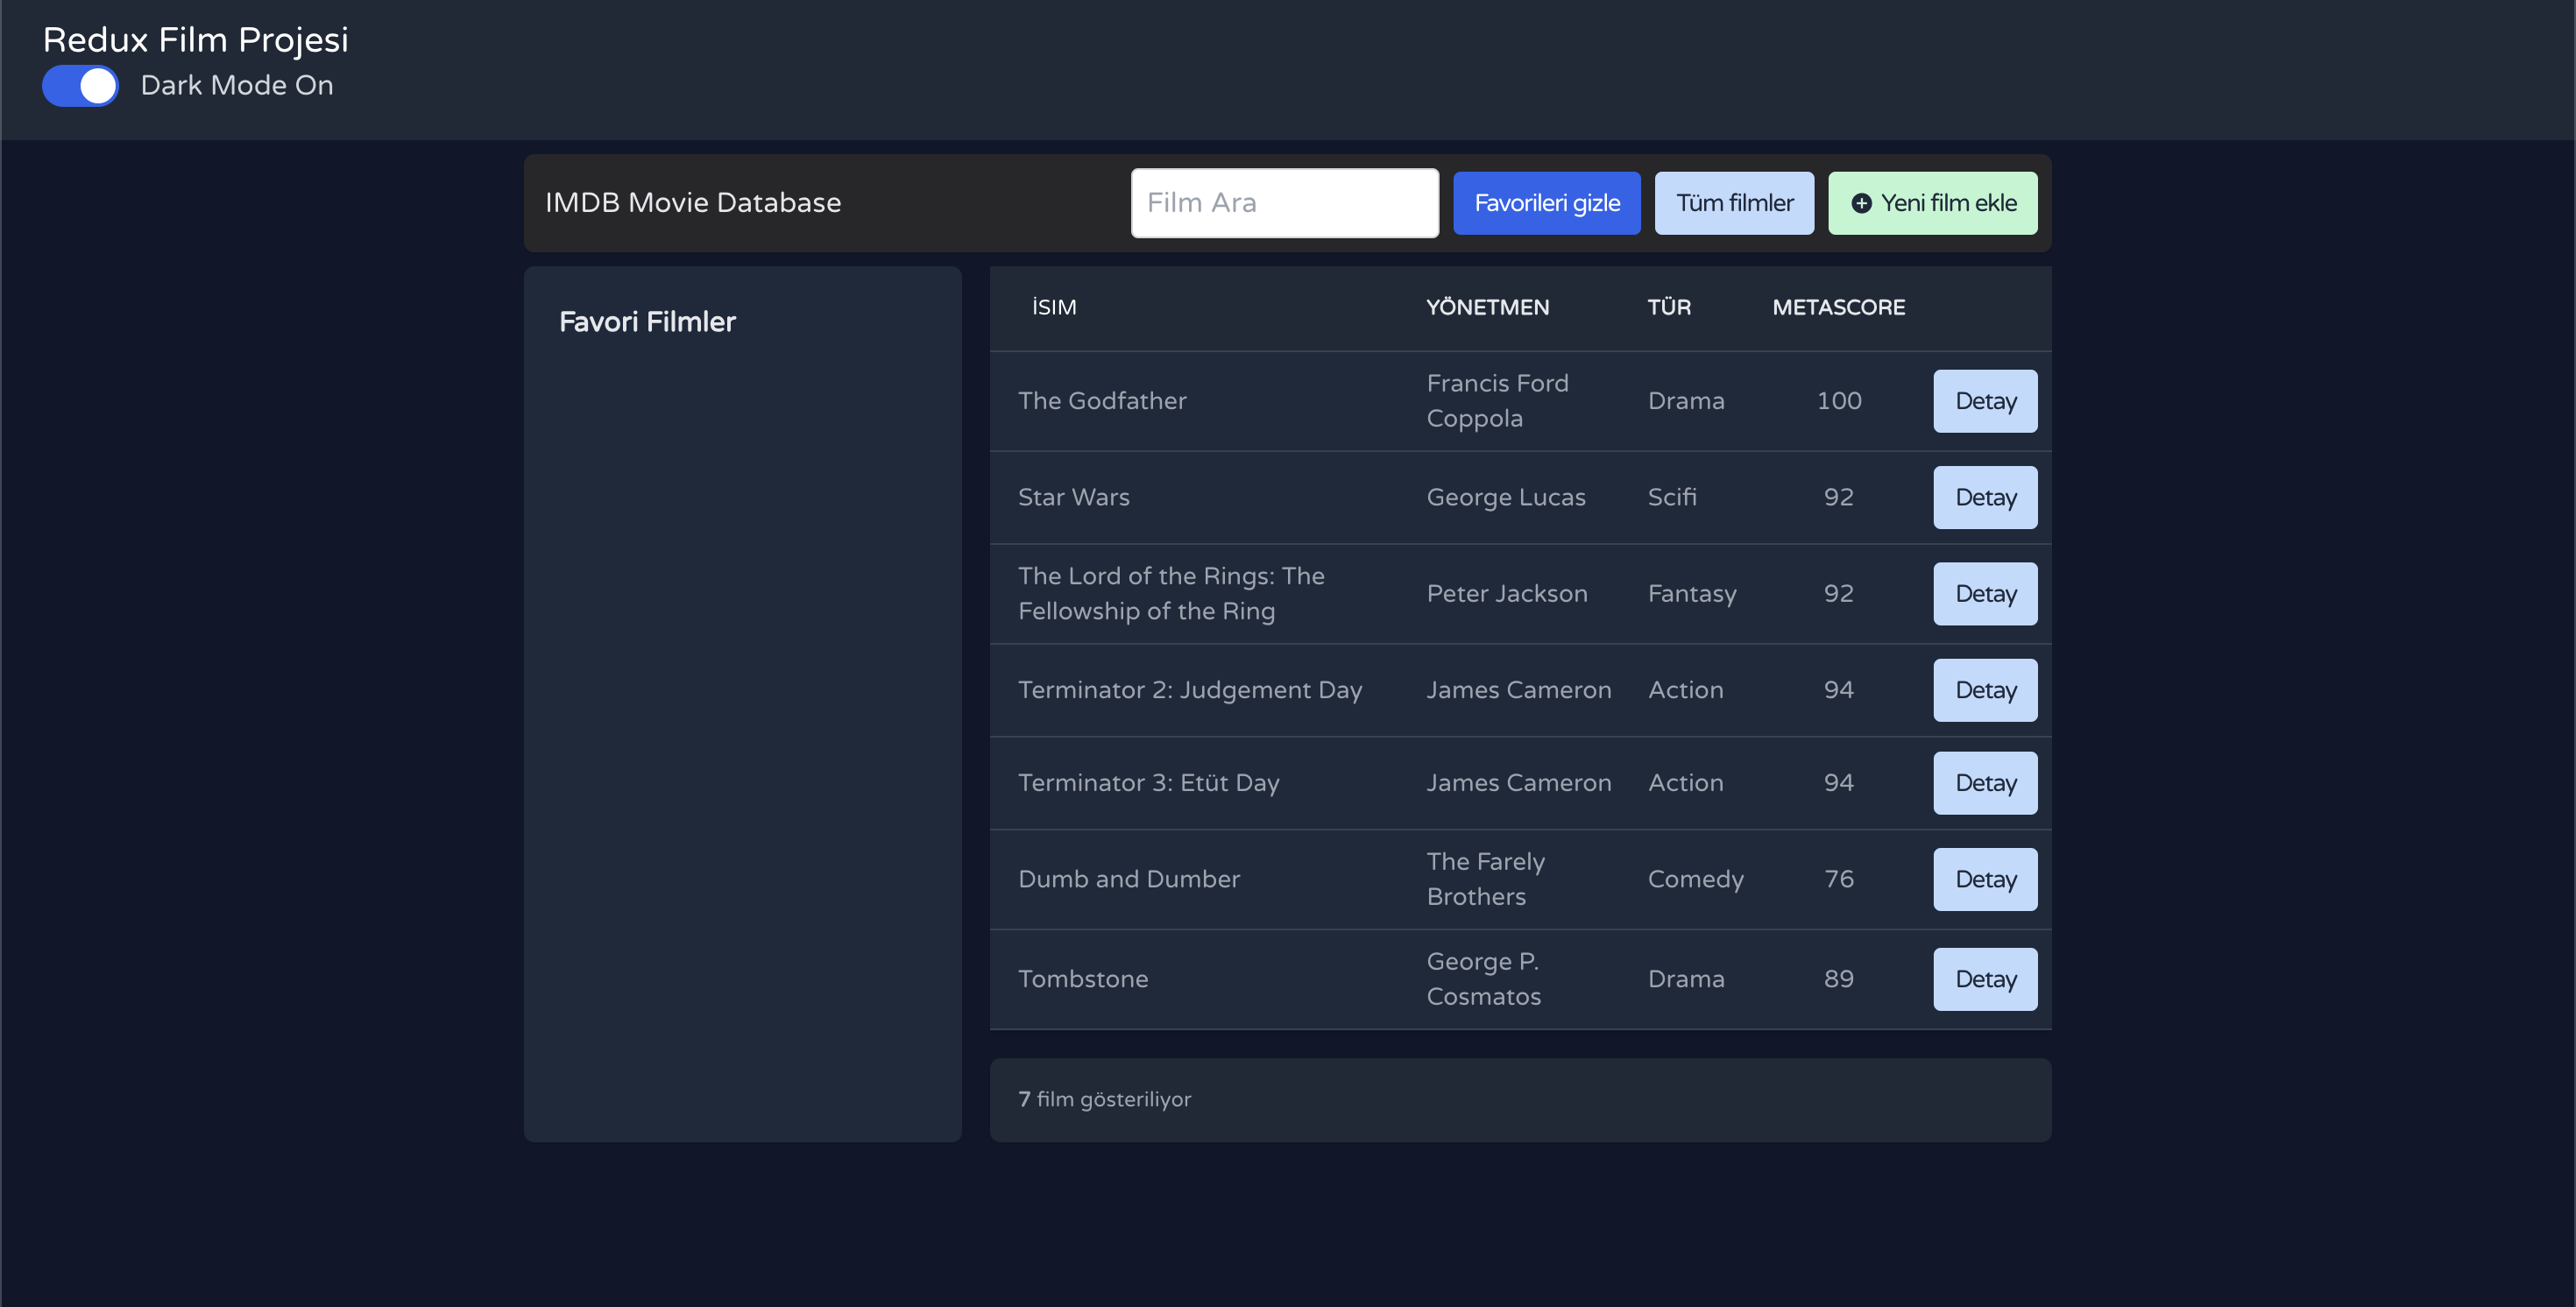 Redux Film Projesi
Dark Mode On
IMDB Movie Database
Film Ara
Favorileri gizle
Tüm filmler
Yeni film ekle
Favori Filmler
İSIM YÖNETMEN TÜR METASCORE
The Godfather
Francis Ford
Coppola
Drama
100
Detay
Star Wars
George Lucas
Scifi
92
Detay
The Lord of the Rings: The
Fellowship of the Ring
Peter Jackson
Fantasy
92
Detay
Terminator 2: Judgement Day
James Cameron
Action
94
Detay
Terminator 3: Etüt Day
James Cameron
Action
94
Detay
Dumb and Dumber
The Farely
Brothers
Comedy
76
Detay
Tombstone
George P.
Cosmatos
Drama
89
Detay
7 film gösteriliyor